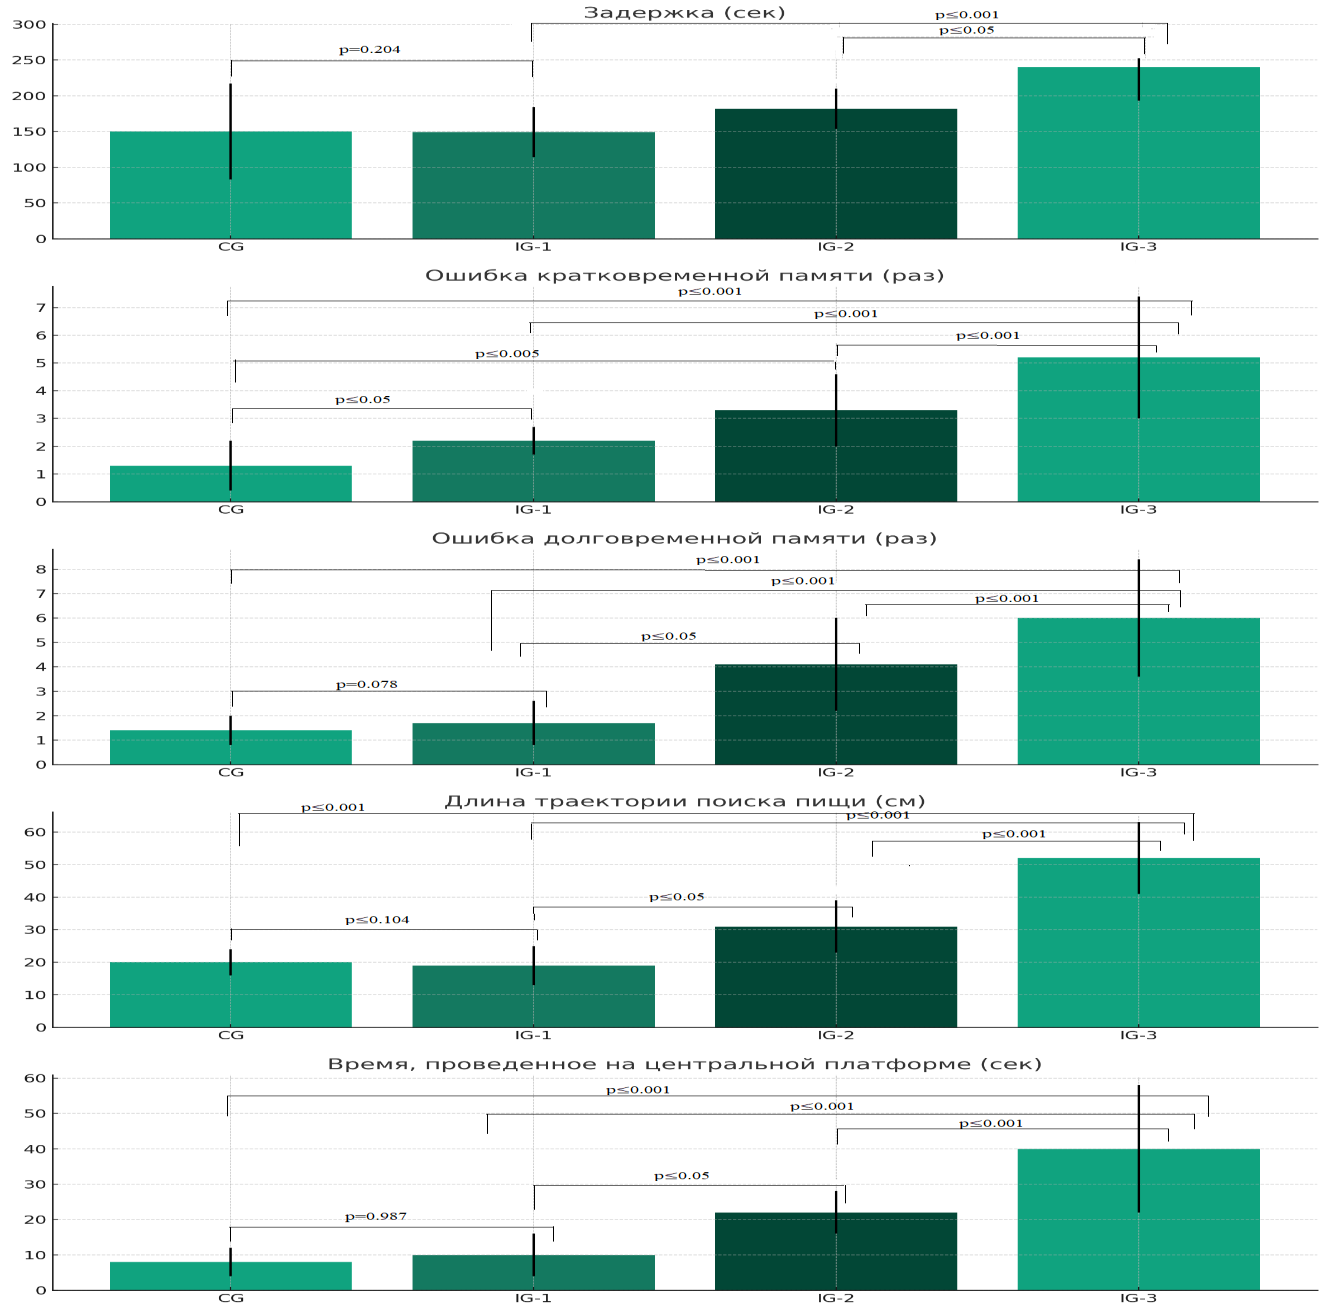 Задержка (сек)
p≤0.001
p≤0.05
p=0.204
300
250
200
150
100
50
0
CG
IG-1
IG-2
IG-3
Ошибка кратковременной памяти (раз)
p≤0.001
p≤0.001
p≤0.001
p≤0.005
p≤0.05
7
6
5
4
3
2
1
0
CG
IG-1
IG-2
IG-3
Ошибка долговременной памяти (раз)
p≤0.001
p≤0.001
p≤0.001
p≤0.05
p=0.078
8
7
6
5
4
3
2
1
0
CG
IG-1
IG-2
IG-3
Длина траектории поиска пищи (см)
p≤0.001
p≤0.001
p≤0.001
p≤0.05
p≤0.104
60
50
40
30
20
10
0
CG
IG-1
IG-2
IG-3
Время, проведенное на центральной платформе (сек)
p≤0.001
p≤0.001
p≤0.001
p≤0.05
p=0.987
60
50
40
30
20
10
0
CG
IG-1
IG-2
IG-3